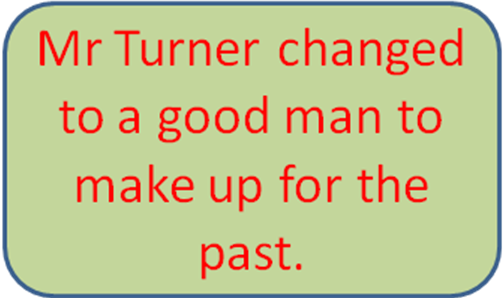 Mr Turner changed
to a good man to
make up for the
past.